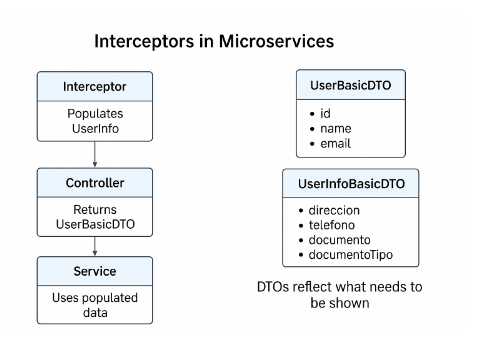 Interceptors in Microservices
Interceptor
Populates
UserInfo
Controller
Returns
UserBasicDTO
Service
Uses populated
data
UserBasicDTO
• id
• name
• email
UserInfoBasicDTO
• direccion
• telefono
• documento
• documentoTipo
DTOs reflect what needs to
be shown